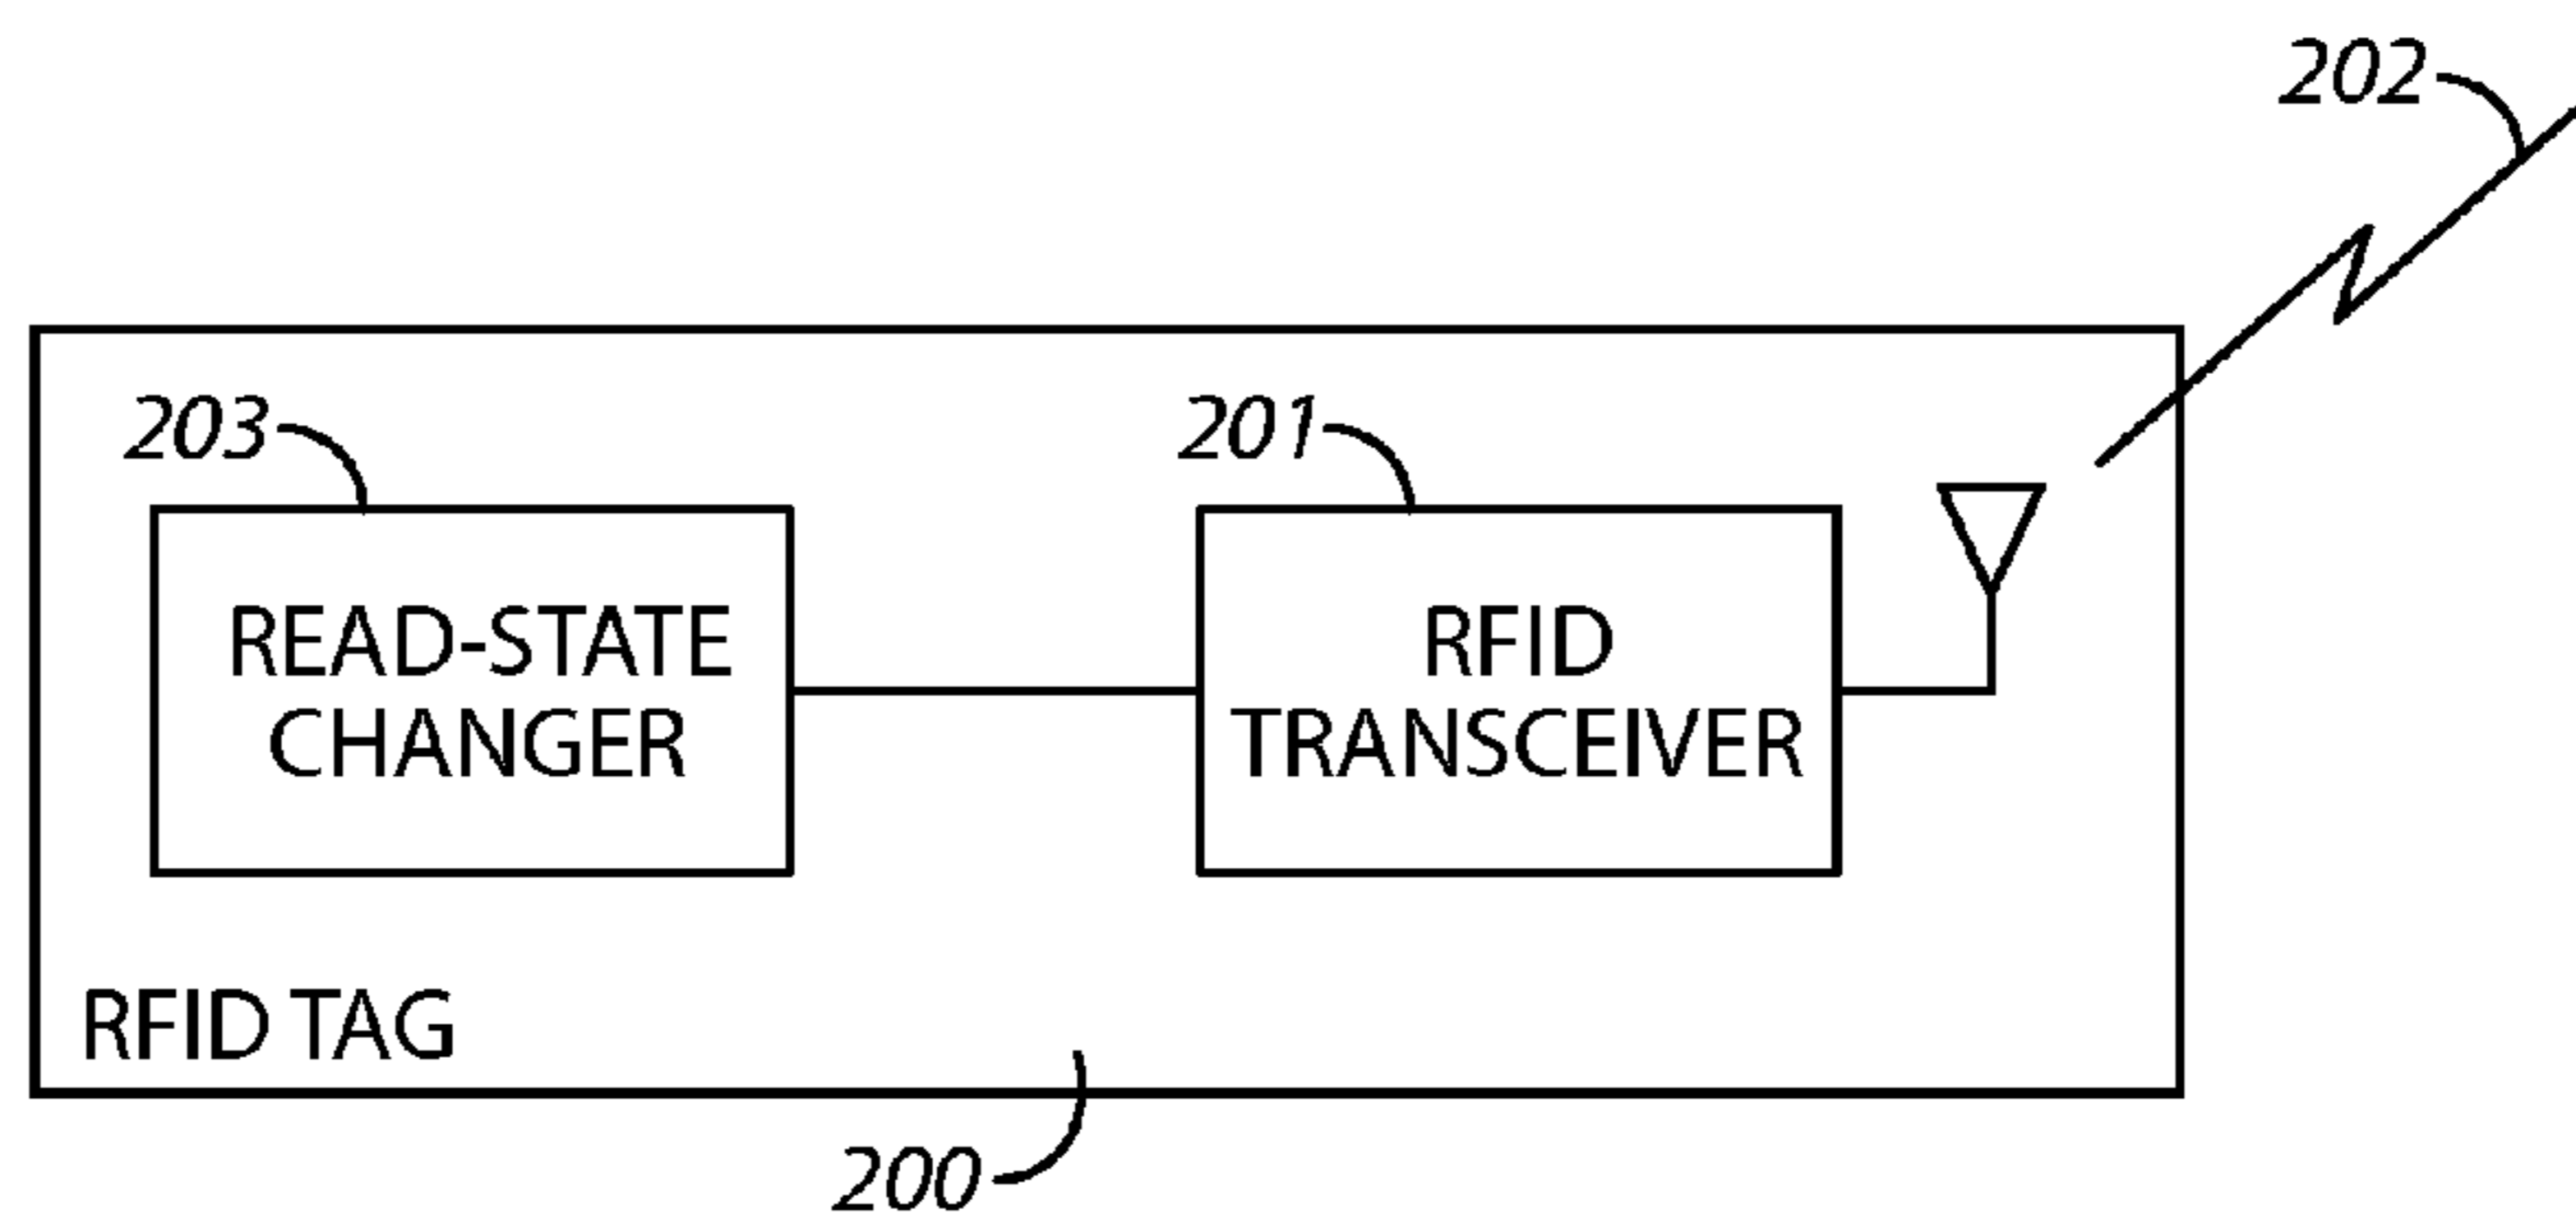 202
203
201
READ-STATE
CHANGER
RFID
TRANSCEIVER
RFID TAG
200